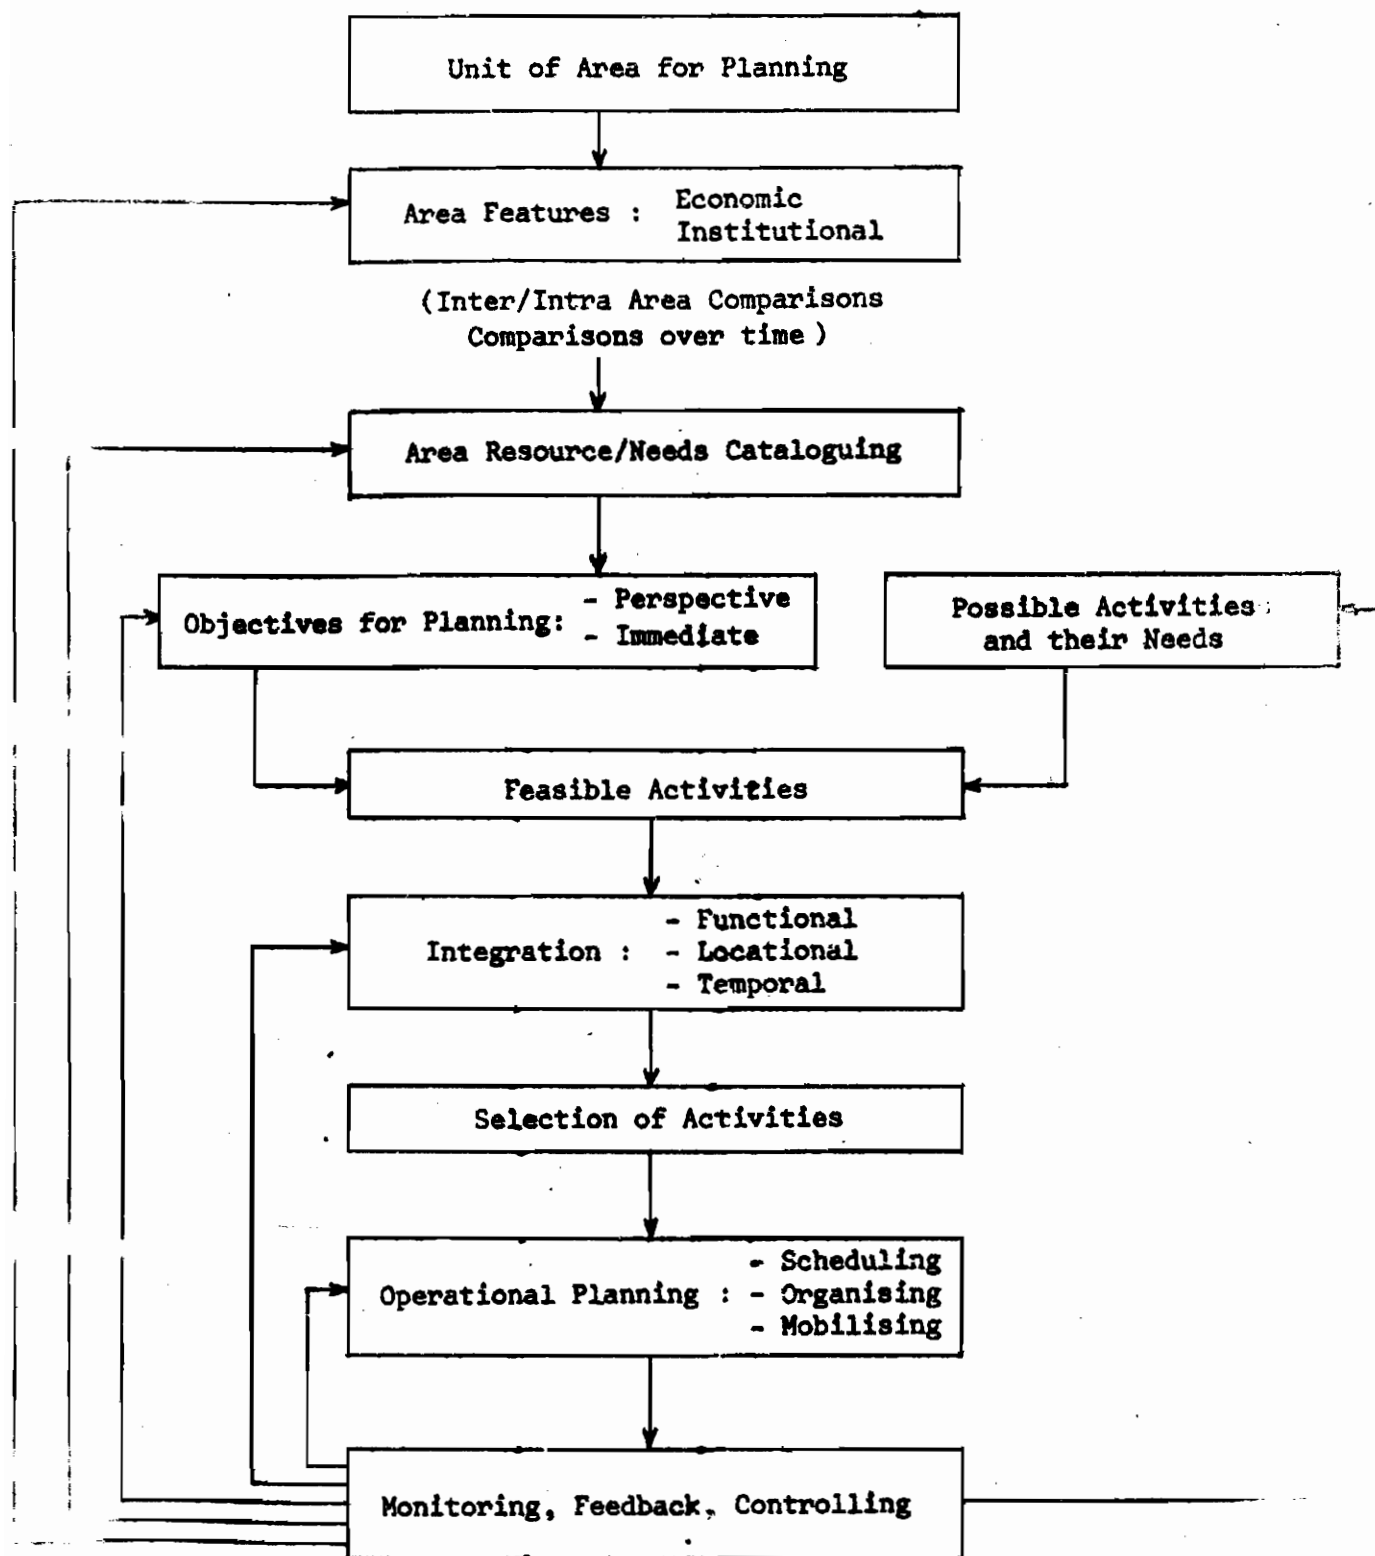 Unit of Area for Planning
Area Features : Economic
Institutional
(Inter/Intra Area Comparisons
Comparisons over time )
Area Resource/Needs Cataloguing
Objectives for Planning: - Perspective
- Immediate
Possible Activities
and their Needs
Feasible Activities
Integration : - Functional
- Locational
- Temporal
Selection of Activities
Operational Planning : - Scheduling
- Organising
- Mobilising
Monitoring, Feedback, Controlling